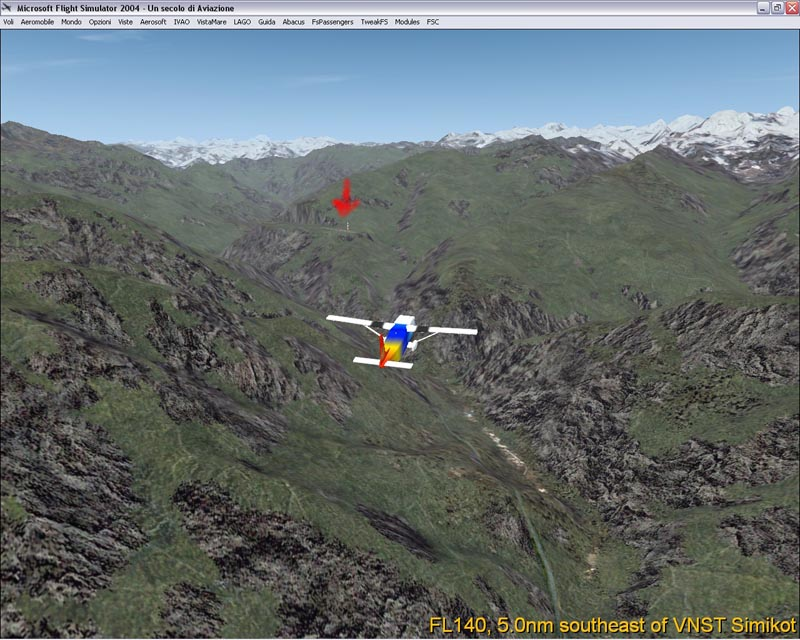 Microsoft Flight Simulator 2004 - Un secolo di Aviazione
Voli Aeromobile Mondo Opzioni Viste Aerosoft IVAO VistaMare LAGO Guida Abacus FsPassengers TweakFS Modules FSC
FL140, 5.0nm southeast of VNST Simikot